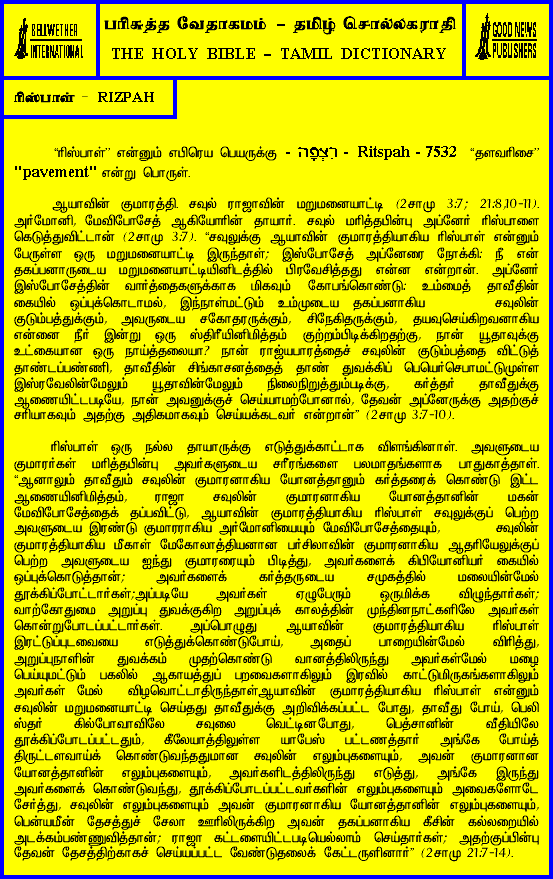 BELLWETHER
INTERNATIONAL
பரிசுத்த வேதாகமம் – தமிழ் சொல்லகராதி
THE HOLY BIBLE – TAMIL DICTIONARY
GOOD NEWS
PUBLISHERS
ரிஸ்பாள் – RIZPAH
“ரிஸ்பாள்” என்னும் எபிரெய பெயருக்கு - רִצְפָּה - Ritspah - 7532 “தளவரிசை”
"pavement" என்று பொருள்.
ஆயாவின் குமாரத்தி. சவுல் ராஜாவின் மறுமனையாட்டி (2சாமு 3:7; 21:8,10-11).
அர்மோனி, மேவிபோசேத் ஆகியோரின் தாயார். சவுல் மரித்தபின்பு அப்னேர் ரிஸ்பாளை
கெடுத்துவிட்டான் (2சாமு 3:7). “சவுலுக்கு ஆயாவின் குமாரத்தியாகிய ரிஸ்பாள் என்னும்
பேருள்ள ஒரு மறுமனையாட்டி இருந்தாள்; இஸ்போசேத் அப்னேரை நோக்கி: நீ என்
தகப்பனாருடைய மறுமனையாட்டியினிடத்தில் பிரவேசித்தது என்ன என்றான். அப்னேர்
இஸ்போசேத்தின் வார்த்தைகளுக்காக மிகவும் கோபங்கொண்டு: உம்மைத் தாவீதின்
கையில் ஒப்புக்கொடாமல், இந்நாள்மட்டும் உம்முடைய தகப்பனாகிய சவுலின்
குடும்பத்துக்கும், அவருடைய சகோதரருக்கும், சிநேகிதருக்கும், தயவுசெய்கிறவனாகிய
என்னை நீர் இன்று ஒரு ஸ்திரீயினிமித்தம் குற்றம்பிடிக்கிறதற்கு, நான் யூதாவுக்கு
உட்கையான ஒரு நாய்த்தலையா? நான் ராஜ்யபாரத்தைச் சவுலின் குடும்பத்தை விட்டுத்
தாண்டப்பண்ணி, தாவீதின் சிங்காசனத்தைத் தாண் துவக்கிப் பெயெர்செபாமட்டுமுள்ள
இஸ்ரவேலின்மேலும் யூதாவின்மேலும் நிலைநிறுத்தும்படிக்கு, கர்த்தர் தாவீதுக்கு
ஆணையிட்டபடியே, நான் அவனுக்குச் செய்யாமற்போனால், தேவன் அப்னேருக்கு அதற்குச்
சரியாகவும் அதற்கு அதிகமாகவும் செய்யக்கடவர் என்றான்” (2சாமு 3:7-10).
ரிஸ்பாள் ஒரு நல்ல தாயாருக்கு எடுத்துக்காட்டாக விளங்கினாள். அவளுடைய
குமாரர்கள் மரித்தபின்பு அவர்களுடைய சரீரங்களை பலமாதங்களாக பாதுகாத்தாள்.
“ஆனாலும் தாவீதும் சவுலின் குமாரனாகிய யோனத்தானும் கர்த்தரைக் கொண்டு இட்ட
ஆணையினிமித்தம், ராஜா சவுலின் குமாரனாகிய யோனத்தானின் மகன்
மேவிபோசேத்தைத் தப்பவிட்டு, ஆயாவின் குமாரத்தியாகிய ரிஸ்பாள் சவுலுக்குப் பெற்ற
அவளுடைய இரண்டு குமாரராகிய அர்மோனியையும் மேவிபோசேத்தையும், சவுலின்
குமாரத்தியாகிய மீகாள் மேகோலாத்தியனான பர்சிலாவின் குமாரனாகிய ஆதரியேலுக்குப்
பெற்ற அவளுடைய ஐந்து குமாரரையும் பிடித்து, அவர்களைக் கிபியோனியர் கையில்
ஒப்புக்கொடுத்தான்; அவர்களைக் கர்த்தருடைய சமுகத்தில் மலையின்மேல்
தூக்கிப்போட்டார்கள்;அப்படியே அவர்கள் ஏழுபேரும் ஒருமிக்க விழுந்தார்கள்;
வாற்கோதுமை அறுப்பு துவக்குகிற அறுப்புக் காலத்தின் முந்தினநாட்களிலே அவர்கள்
கொன்றுபோடப்பட்டார்கள். அப்பொழுது ஆயாவின் குமாரத்தியாகிய ரிஸ்பாள்
இரட்டுப்புடவையை எடுத்துக்கொண்டுபோய், அதைப் பாறையின்மேல் விரித்து,
அறுப்புநாளின் துவக்கம் முதற்கொண்டு வானத்திலிருந்து அவர்கள்மேல் மழை
பெய்யுமட்டும் பகலில் ஆகாயத்துப் பறவைகளாகிலும் இரவில் காட்டுமிருகங்களாகிலும்
அவர்கள் மேல் விழவொட்டாதிருந்தாள்ஆயாவின் குமாரத்தியாகிய ரிஸ்பாள் என்னும்
சவுலின் மறுமனையாட்டி செய்தது தாவீதுக்கு அறிவிக்கப்பட்ட போது, தாவீது போய், பெலி
ஸ்தர் கில்போவாவிலே சவுலை வெட்டினபோது, பெத்சானின் வீதியிலே
தூக்கிப்போடப்பட்டதும், கீலேயாத்திலுள்ள யாபேஸ் பட்டணத்தார் அங்கே போய்த்
திருட்டளவாய்க் கொண்டுவந்ததுமான சவுலின் எலும்புகளையும், அவன் குமாரனான
யோனத்தானின் எலும்புகளையும், அவர்களிடத்திலிருந்து எடுத்து, அங்கே இருந்து
அவர்களைக் கொண்டுவந்து, தூக்கிப்போடப்பட்டவர்களின் எலும்புகளையும் அவைகளோடே
சேர்த்து, சவுலின் எலும்புகளையும் அவன் குமாரனாகிய யோனத்தானின் எலும்புகளையும்,
பென்யமீன் தேசத்துச் சேலா ஊரிலிருக்கிற அவன் தகப்பனாகிய கீசின் கல்லறையில்
அடக்கம்பண்ணுவித்தான்; ராஜா கட்டளையிட்டபடியெல்லாம் செய்தார்கள்; அதற்குப்பின்பு
தேவன் தேசத்திற்காகச் செய்யப்பட்ட வேண்டுதலைக் கேட்டருளினார்” (2சாமு 21:7-14).